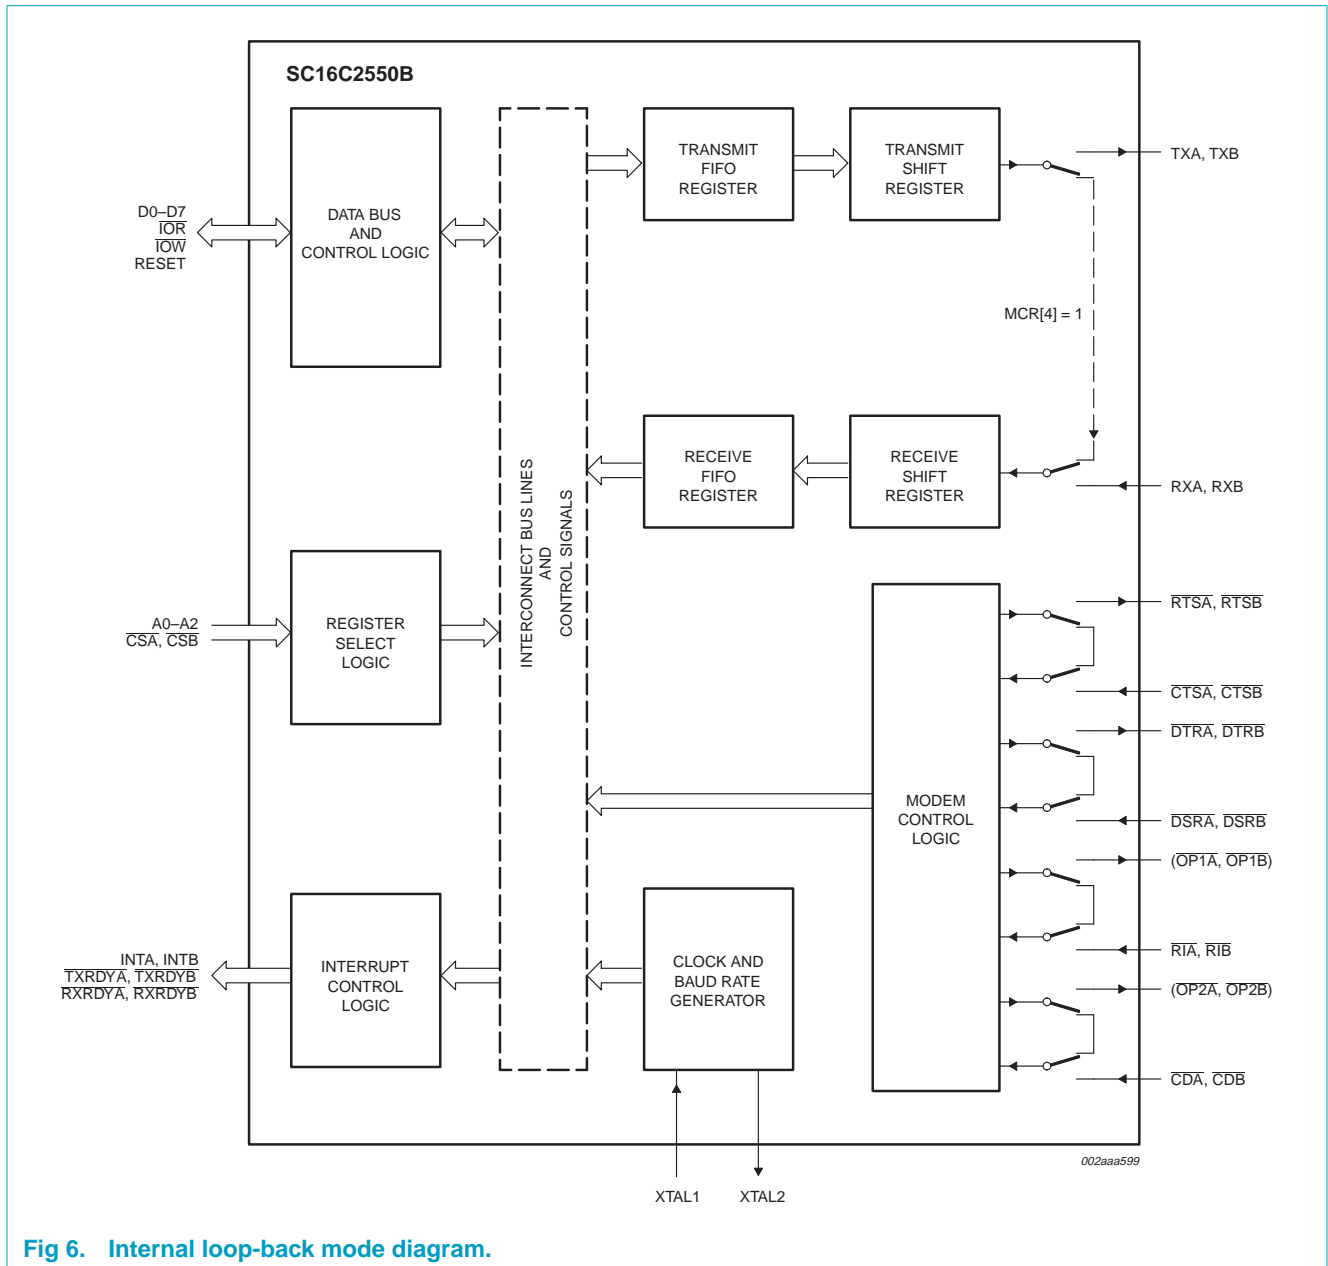 SC16C2550B
TRANSMIT
FIFO
REGISTER
TRANSMIT
SHIFT
REGISTER
TXA, TXB
D0–D7
IOR
IOW
RESET
DATA BUS
AND
CONTROL LOGIC
MCR[4] = 1
INTERCONNECT BUS LINES
AND
CONTROL SIGNALS
RECEIVE
FIFO
REGISTER
RECEIVE
SHIFT
REGISTER
RXA, RXB
A0–A2
CSA, CSB
REGISTER
SELECT
LOGIC
MODEM
CONTROL
LOGIC
RTSA, RTSB
CTSA, CTSB
DTRA, DTRB
DSRA, DSRB
(OP1A, OP1B)
RIA, RIB
(OP2A, OP2B)
CDA, CDB
INTA, INTB
TXRDYA, TXRDYB
RXRDYA, RXRDYB
INTERRUPT
CONTROL
LOGIC
CLOCK AND
BAUD RATE
GENERATOR
002aaa599
XTAL1
XTAL2
Fig 6. Internal loop-back mode diagram.